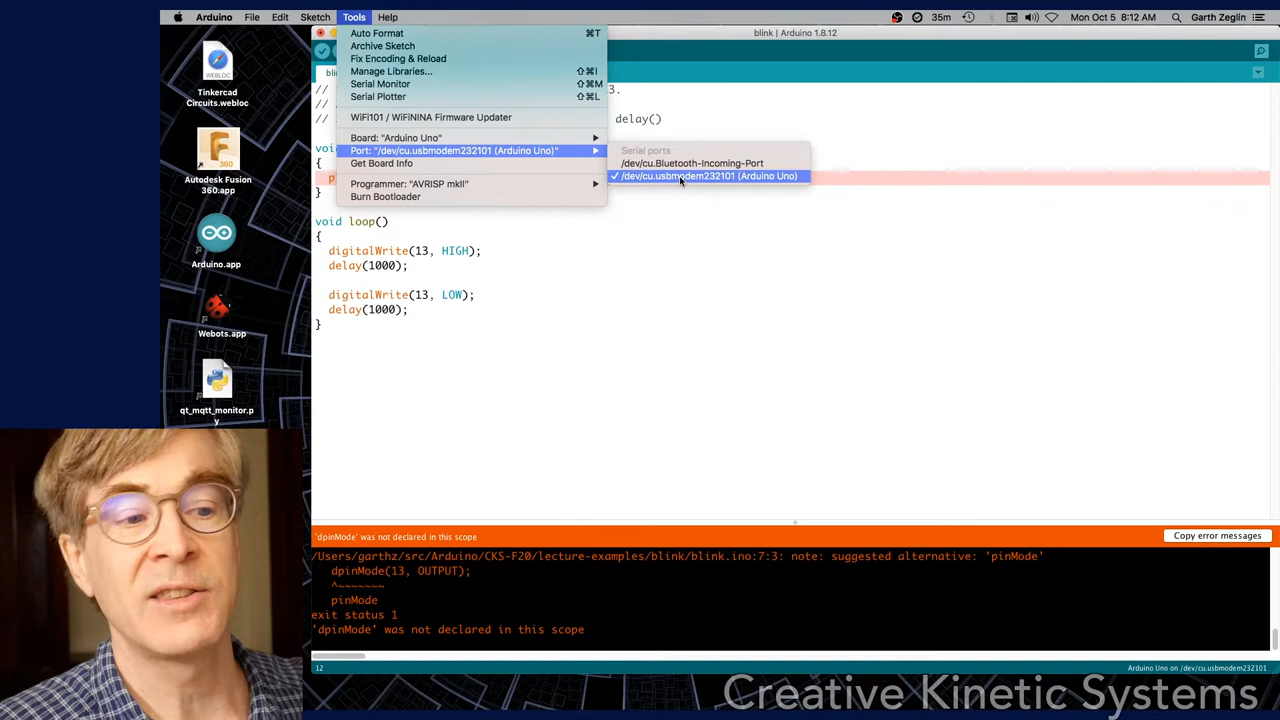 Arduino File Edit Sketch Tools Help 35m Mon Oct 5 8:12 AM Garth Zeglin
blink | Arduino 1.8.12
Tinkercad
Circuits.webloc
WEBLOC
Autodesk Fusion
360.app
360
Arduino.app
Webots.app
qt_mqtt_monitor.p
y
Auto Format ⌘T
Archive Sketch
Fix Encoding & Reload
Manage Libraries... ⇧⌘I
Serial Monitor ⇧⌘M
Serial Plotter ⇧⌘L
WiFi101 / WiFiNINA Firmware Updater
Board: "Arduino Uno"
Port: "/dev/cu.usbmodem232101 (Arduino Uno)"
Get Board Info
Programmer: "AVRISP mkII"
Burn Bootloader
Serial ports
/dev/cu.Bluetooth-Incoming-Port
✓/dev/cu.usbmodem232101 (Arduino Uno)
// 3.
//
// delay()
{
}
void loop()
{
digitalWrite(13, HIGH);
delay(1000);
digitalWrite(13, LOW);
delay(1000);
}
'dpinMode' was not declared in this scope
Copy error messages
/Users/garthz/src/Arduino/CKS-F20/lecture-examples/blink/blink.ino:7:3: note: suggested alternative: 'pinMode'
dpinMode(13, OUTPUT);
^~~~~~~~
pinMode
exit status 1
'dpinMode' was not declared in this scope
12 Arduino Uno on /dev/cu.usbmodem232101
Creative Kinetic Systems